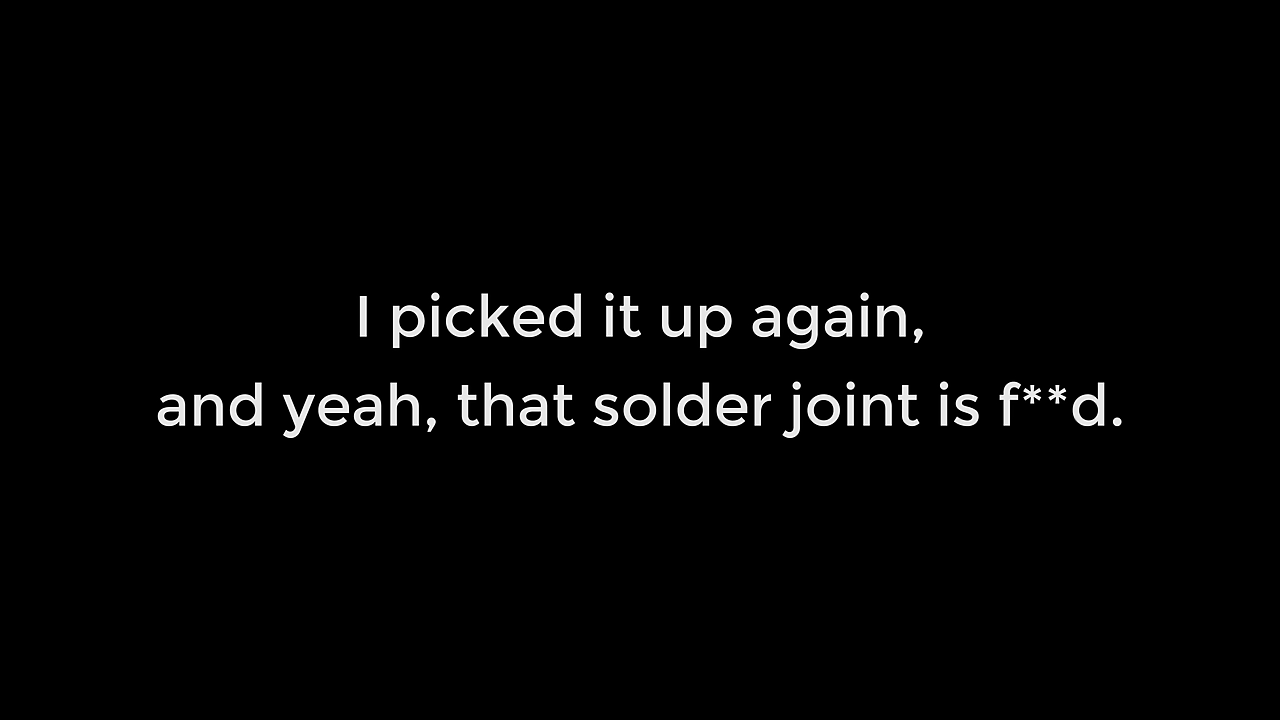 I picked it up again,
and yeah, that solder joint is f**d.